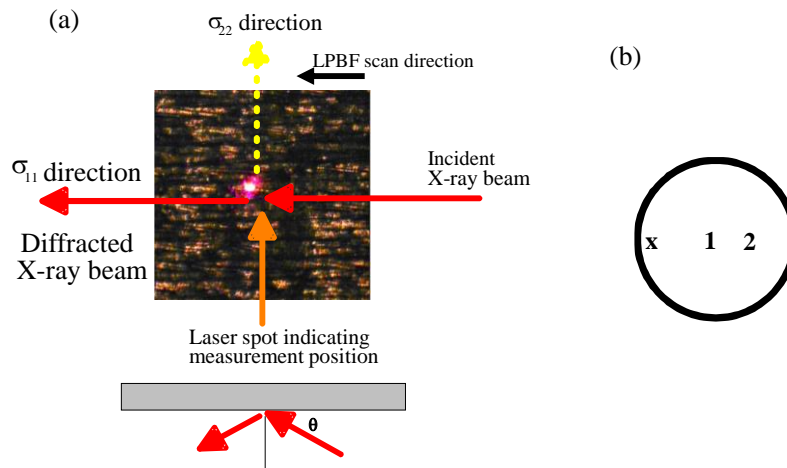 (a)
σ22 direction
LPBF scan direction
(b)
σ11 direction
Incident
X-ray beam
Diffracted
X-ray beam
x 1 2
Laser spot indicating
measurement position
θ